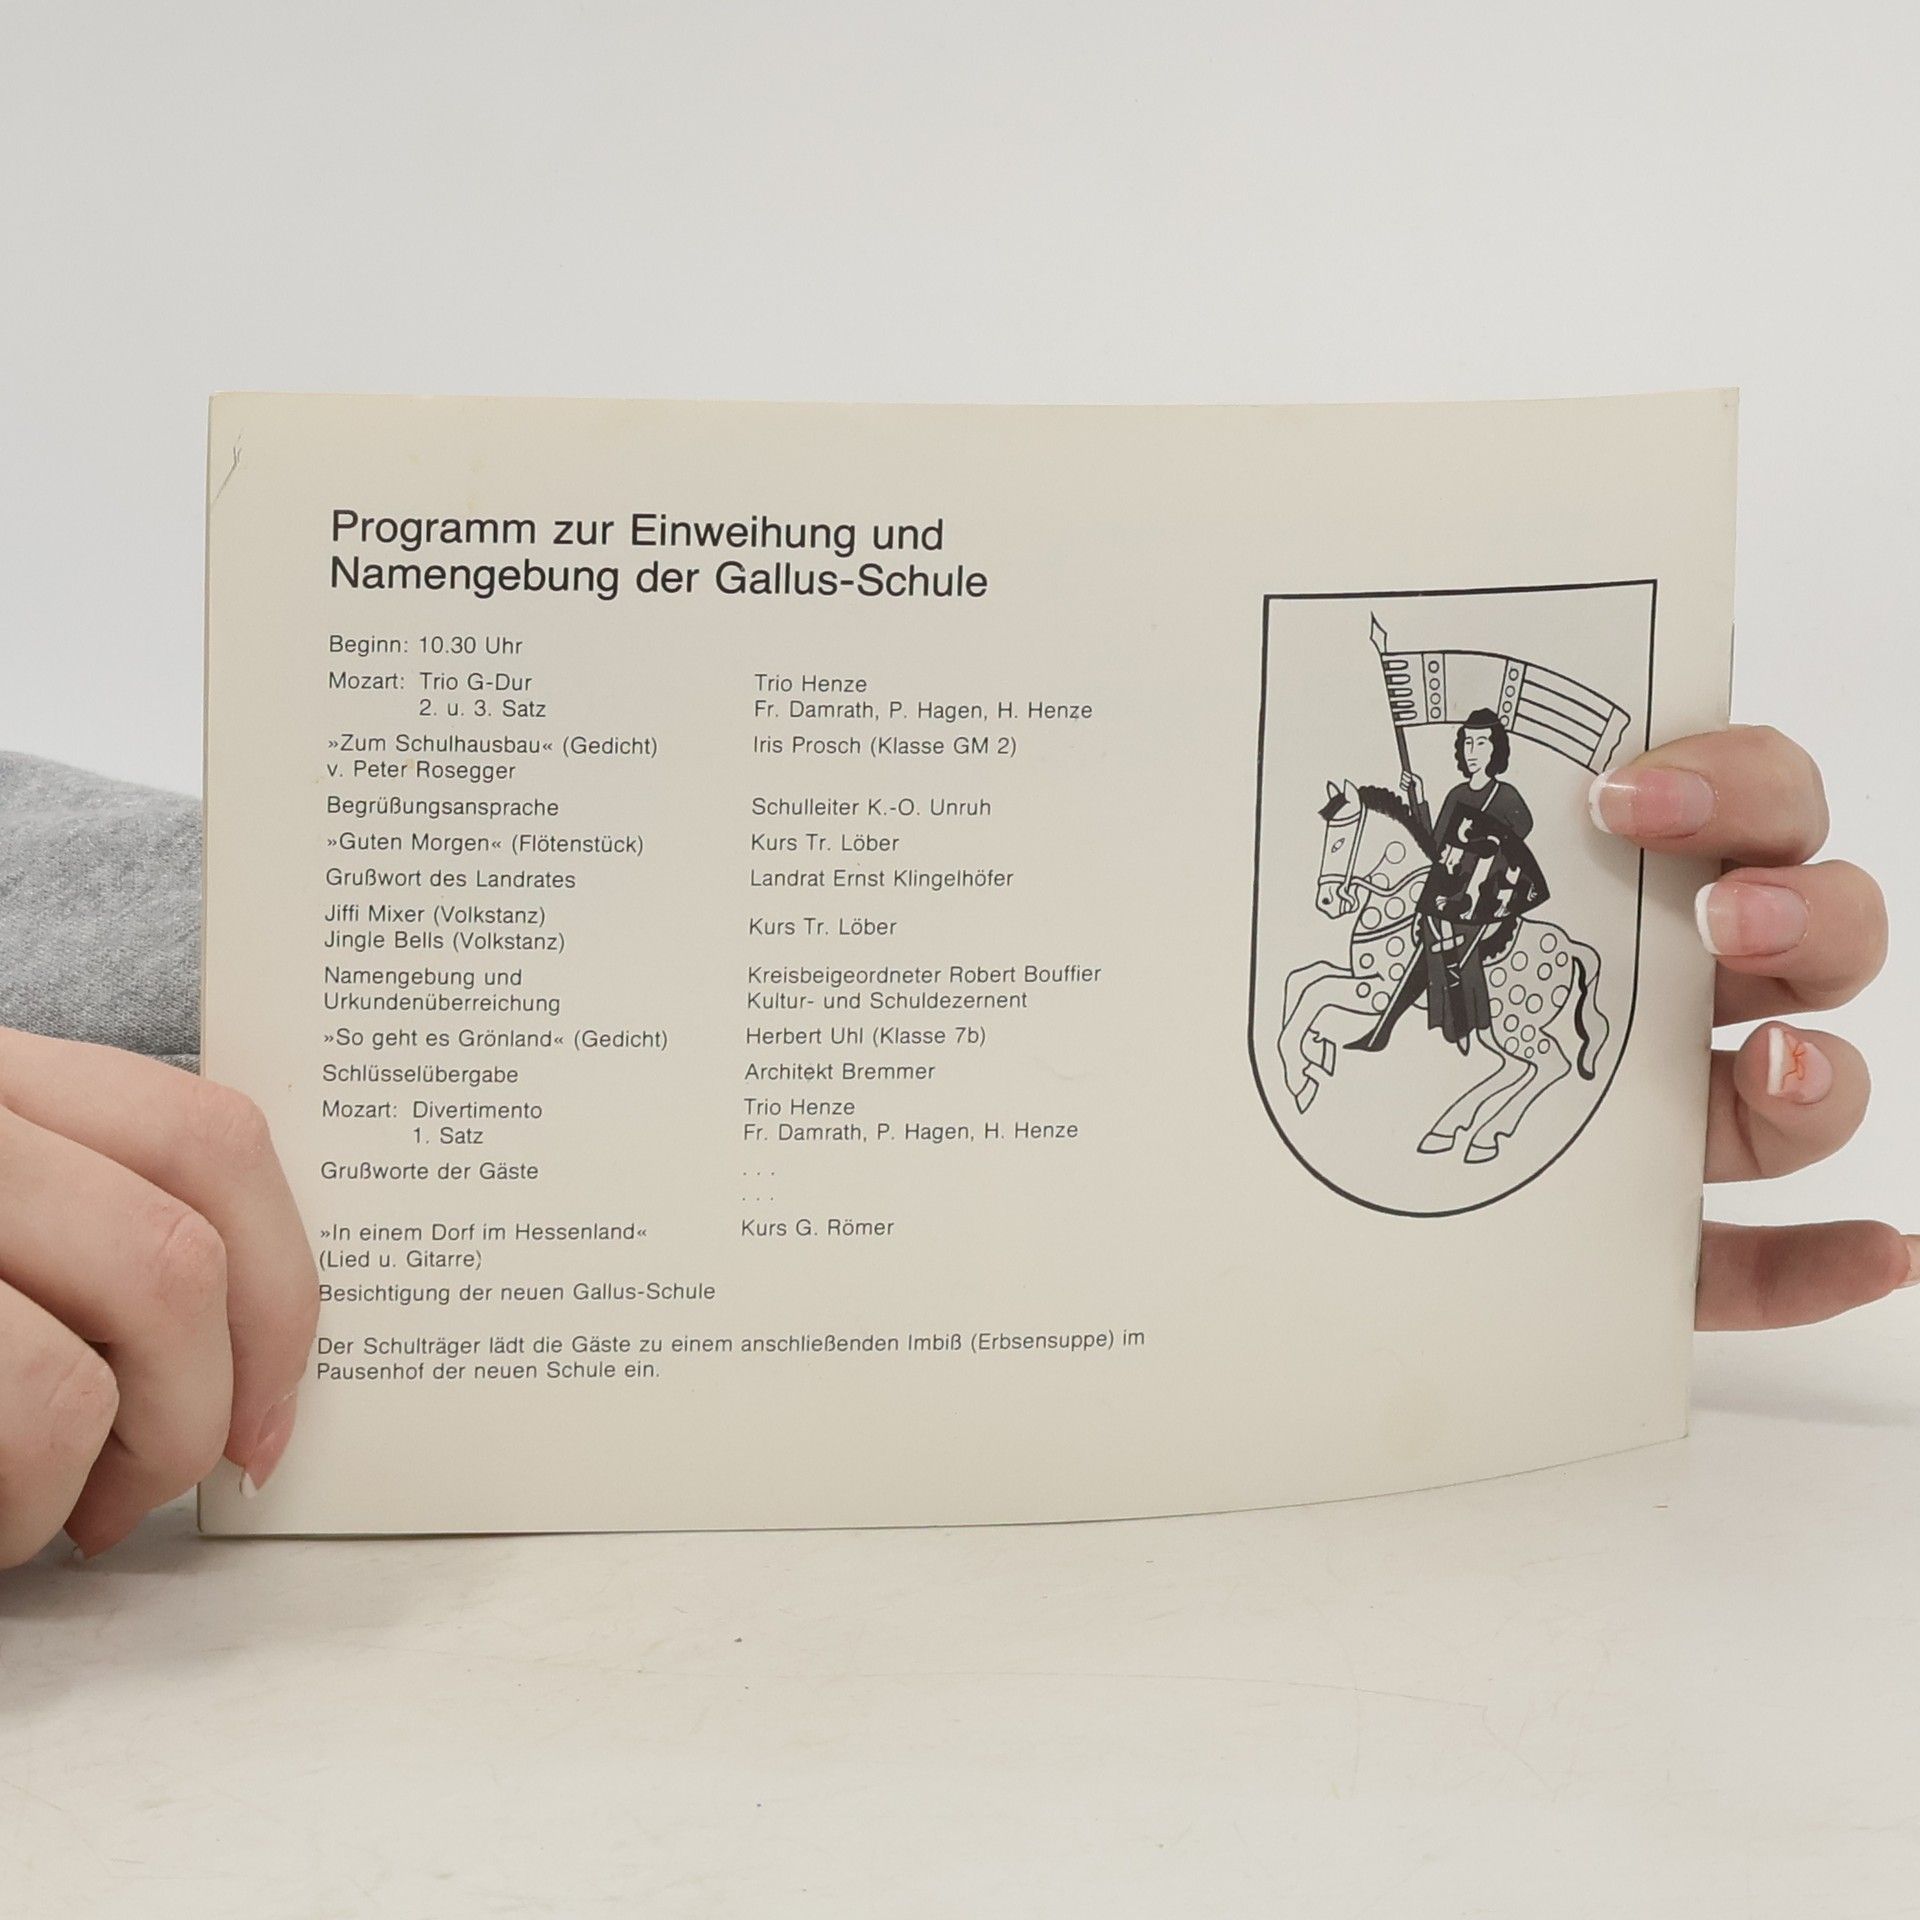 Programm zur Einweihung und
Namengebung der Gallus-Schule
Beginn: 10.30 Uhr
Mozart: Trio G-Dur Trio Henze
2. u. 3. Satz Fr. Damrath, P. Hagen, H. Henze
»Zum Schulhausbau« (Gedicht) Iris Prosch (Klasse GM 2)
v. Peter Rosegger
Begrüßungsansprache Schulleiter K.-O. Unruh
»Guten Morgen« (Flötenstück) Kurs Tr. Löber
Grußwort des Landrates Landrat Ernst Klingelhöfer
Jiffi Mixer (Volkstanz)
Jingle Bells (Volkstanz) Kurs Tr. Löber
Namengebung und Kreisbeigeordneter Robert Bouffier
Urkundenüberreichung Kultur- und Schuldezernent
»So geht es Grönland« (Gedicht) Herbert Uhl (Klasse 7b)
Schlüsselübergabe Architekt Bremmer
Mozart: Divertimento Trio Henze
1. Satz Fr. Damrath, P. Hagen, H. Henze
Grußworte der Gäste . . .
. . .
»In einem Dorf im Hessenland« Kurs G. Römer
(Lied u. Gitarre)
Besichtigung der neuen Gallus-Schule
Der Schulträger lädt die Gäste zu einem anschließenden Imbiß (Erbsensuppe) im
Pausenhof der neuen Schule ein.